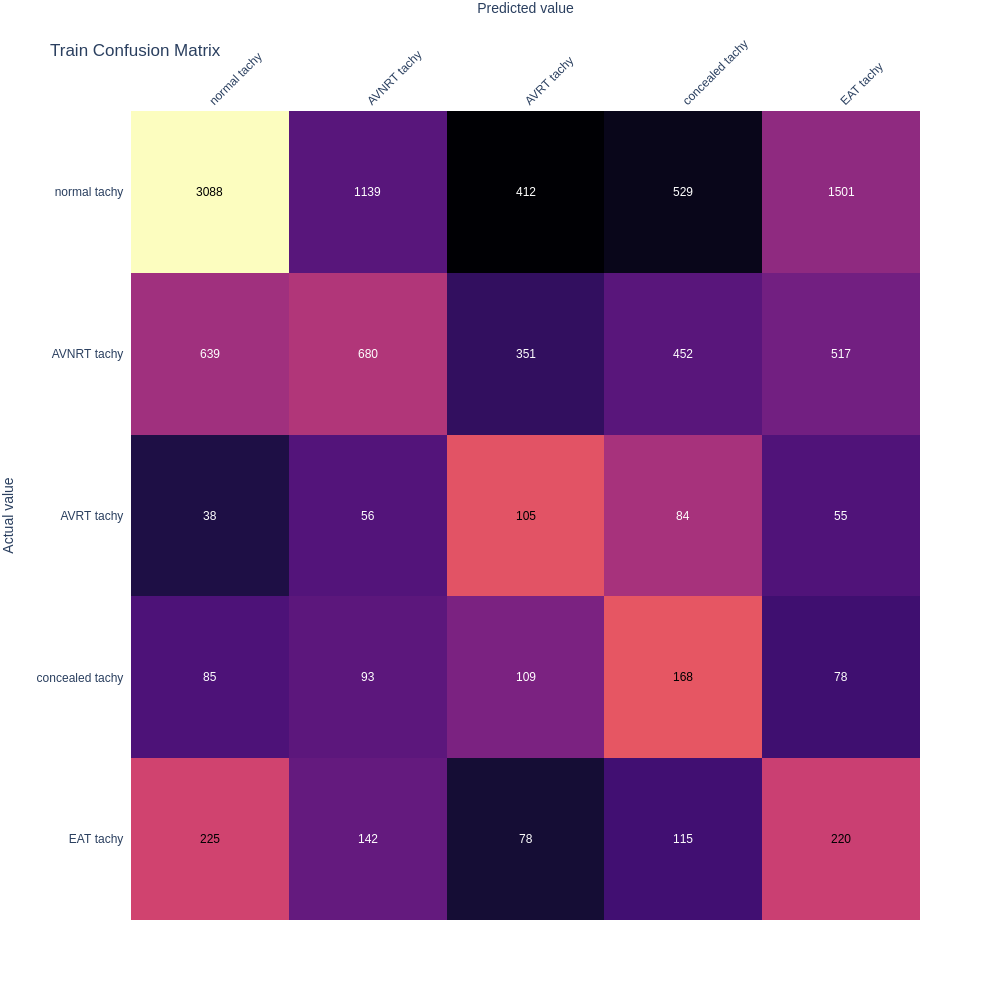 Predicted value
Train Confusion Matrix
normal tachy AVNRT tachy AVRT tachy concealed tachy EAT tachy
normal tachy 3088 1139 412 529 1501
AVNRT tachy 639 680 351 452 517
AVRT tachy 38 56 105 84 55
Actual value
concealed tachy 85 93 109 168 78
EAT tachy 225 142 78 115 220